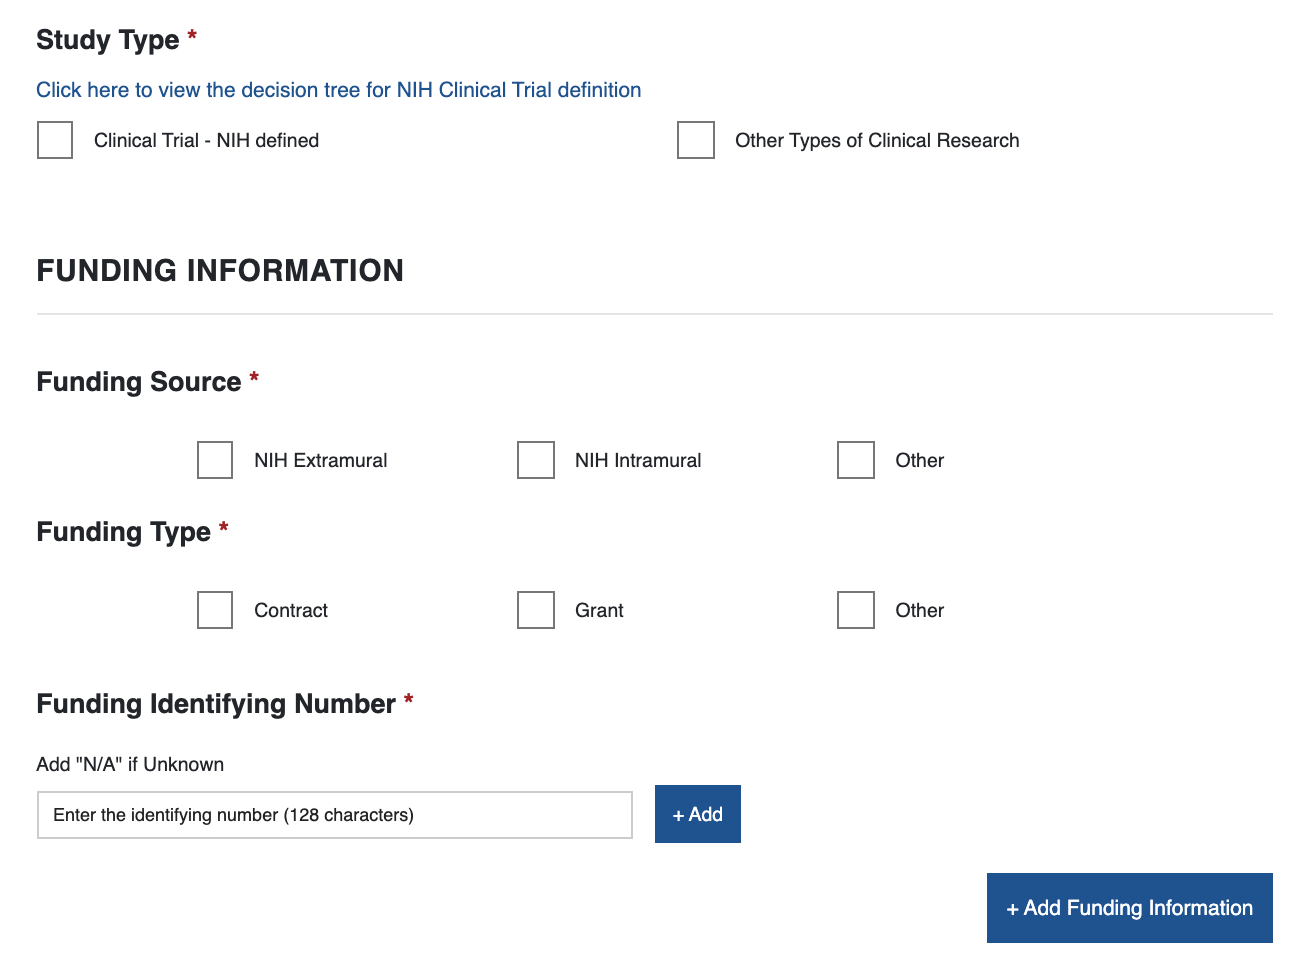 Study Type *
Click here to view the decision tree for NIH Clinical Trial definition
Clinical Trial - NIH defined
Other Types of Clinical Research
FUNDING INFORMATION
Funding Source *
NIH Extramural
NIH Intramural
Other
Funding Type *
Contract
Grant
Other
Funding Identifying Number *
Add "N/A" if Unknown
Enter the identifying number (128 characters)
+ Add
+ Add Funding Information